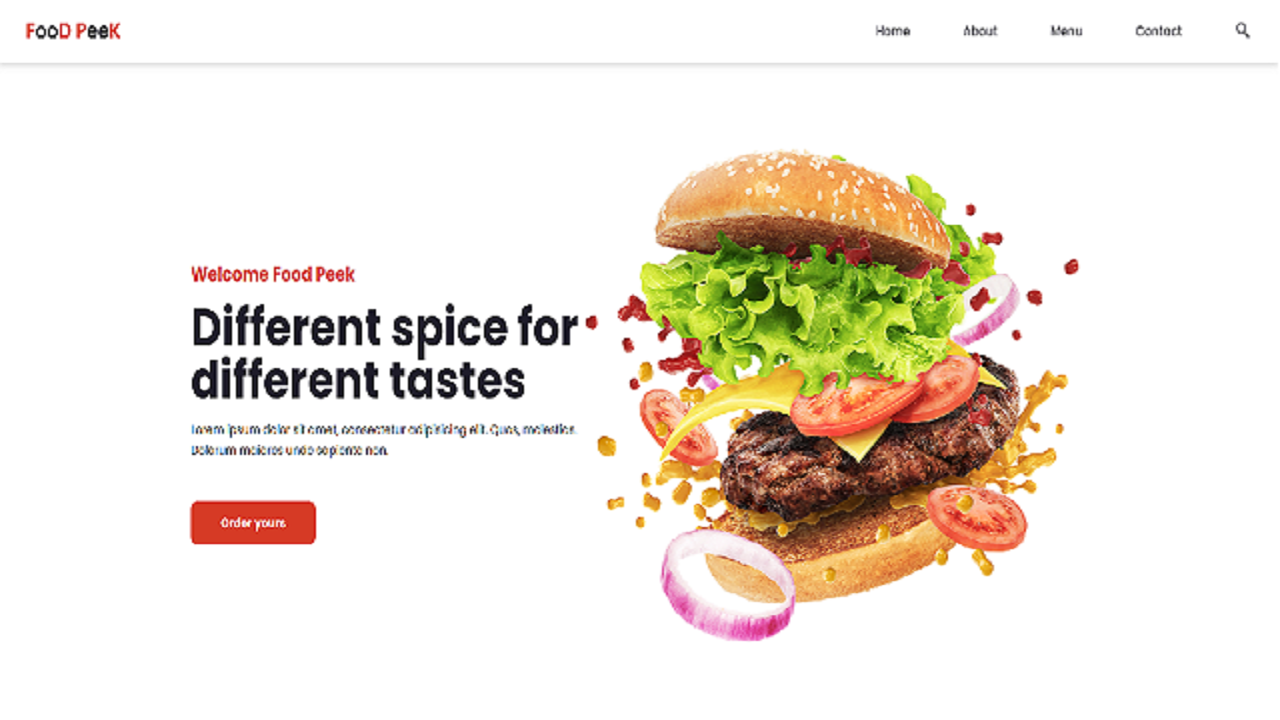 FooD PeeK
Home About Menu Contact
Welcome Food Peek
Different spice for
different tastes
Lorem ipsum dolor sit amet, consectetur adipisicing elit. Quos, molestias.
Dolorum maiores unde sapiente non.
Order yours